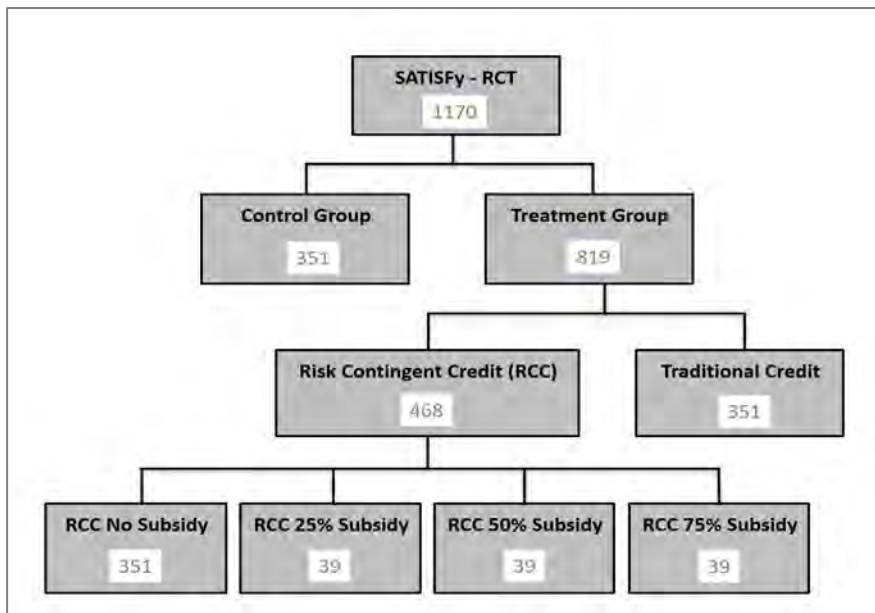 SATISFy - RCT
1170
Control Group
351
Treatment Group
819
Risk Contingent Credit (RCC)
468
Traditional Credit
351
RCC No Subsidy
351
RCC 25% Subsidy
39
RCC 50% Subsidy
39
RCC 75% Subsidy
39